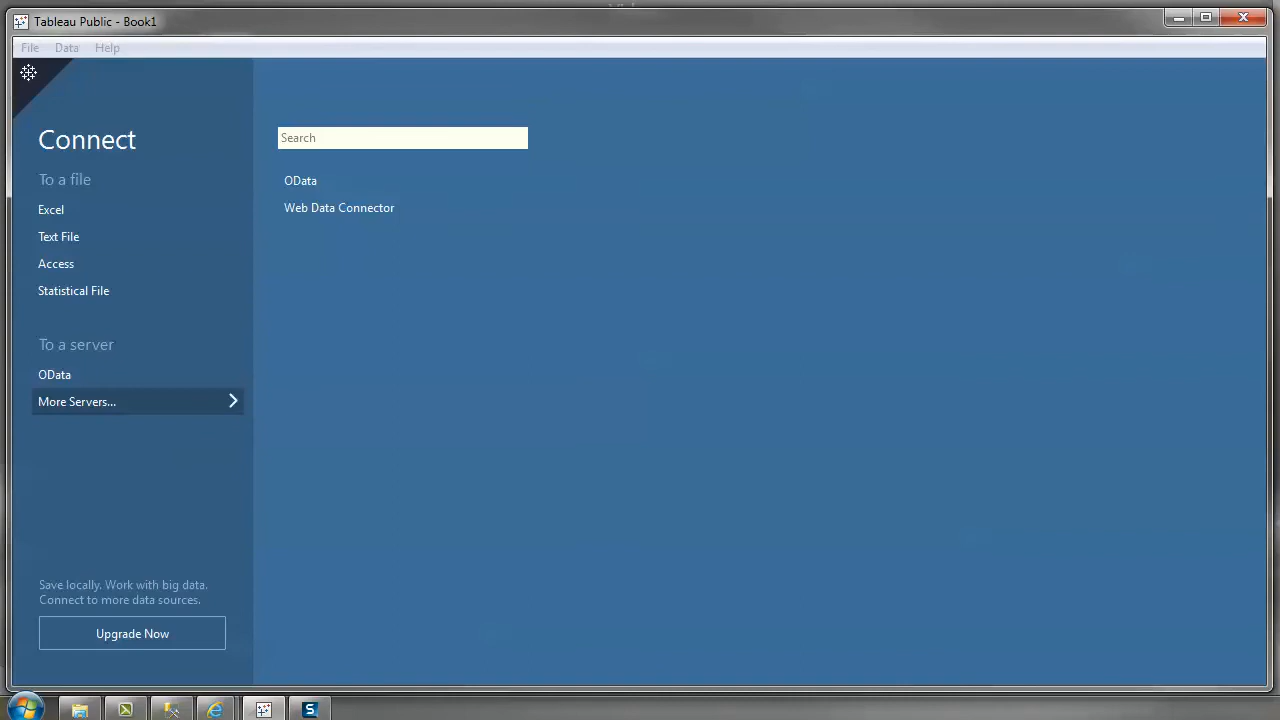 Tableau Public - Book1
File Data Help
Connect
To a file
Excel
Text File
Access
Statistical File
To a server
OData
More Servers...
Save locally. Work with big data.
Connect to more data sources.
Upgrade Now
Search
OData
Web Data Connector